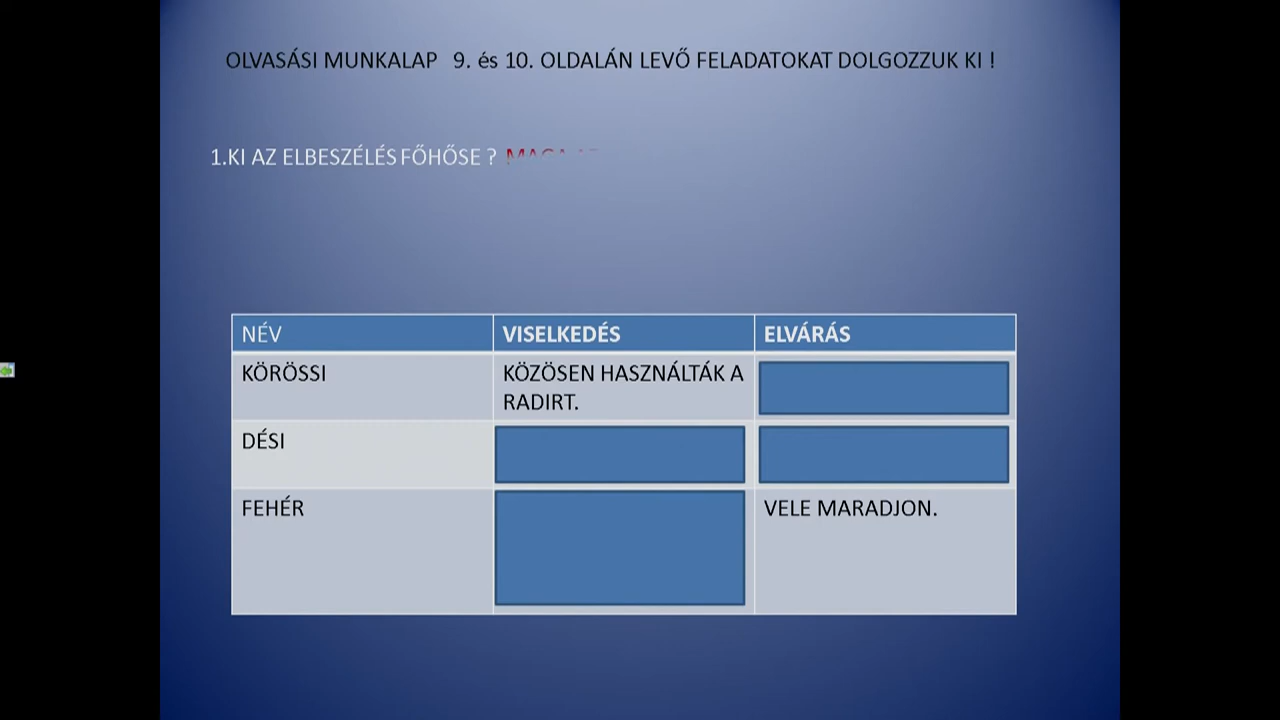 OLVASÁSI MUNKALAP 9. és 10. OLDALÁN LEVŐ FELADATOKAT DOLGOZZUK KI !
1.KI AZ ELBESZÉLÉS FŐHŐSE ?
NÉV VISELKEDÉS ELVÁRÁS
KÖRÖSSI KÖZÖSEN HASZNÁLTÁK A
RADIRT.
DÉSI
FEHÉR VELE MARADJON.